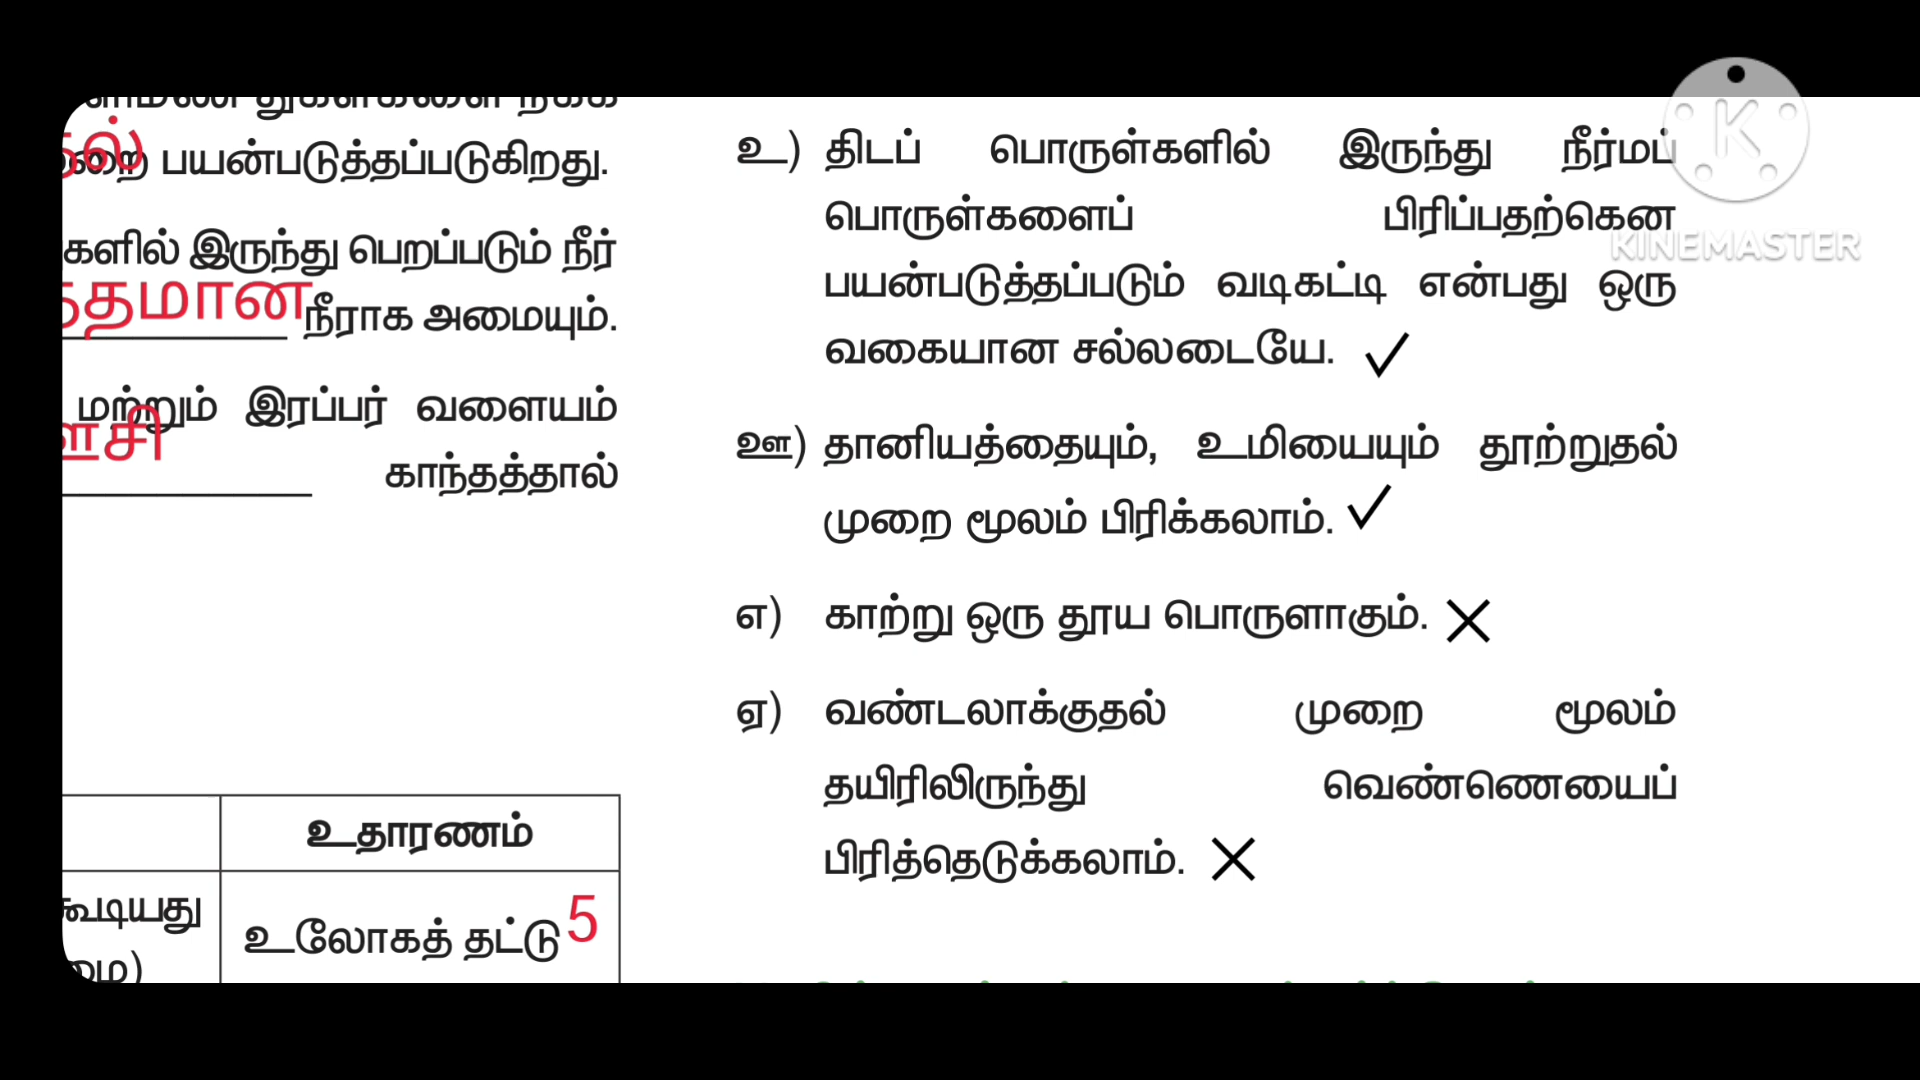 பயன்படுத்தப்படுகிறது.
களில் இருந்து பெறப்படும் நீர்
நீராக அமையும்.
மற்றும் இரப்பர் வளையம்
காந்தத்தால்
உதாரணம்
கூடியது
உலோகத் தட்டு 5
உ) திடப் பொருள்களில் இருந்து நீர்மப்
பொருள்களைப் பிரிப்பதற்கென
பயன்படுத்தப்படும் வடிகட்டி என்பது ஒரு
வகையான சல்லடையே. ✓
ஊ) தானியத்தையும், உமியையும் தூற்றுதல்
முறை மூலம் பிரிக்கலாம். ✓
எ) காற்று ஒரு தூய பொருளாகும். ✗
ஏ) வண்டலாக்குதல் முறை மூலம்
தயிரிலிருந்து வெண்ணெயைப்
பிரித்தெடுக்கலாம். ✗
K
KINEMASTER